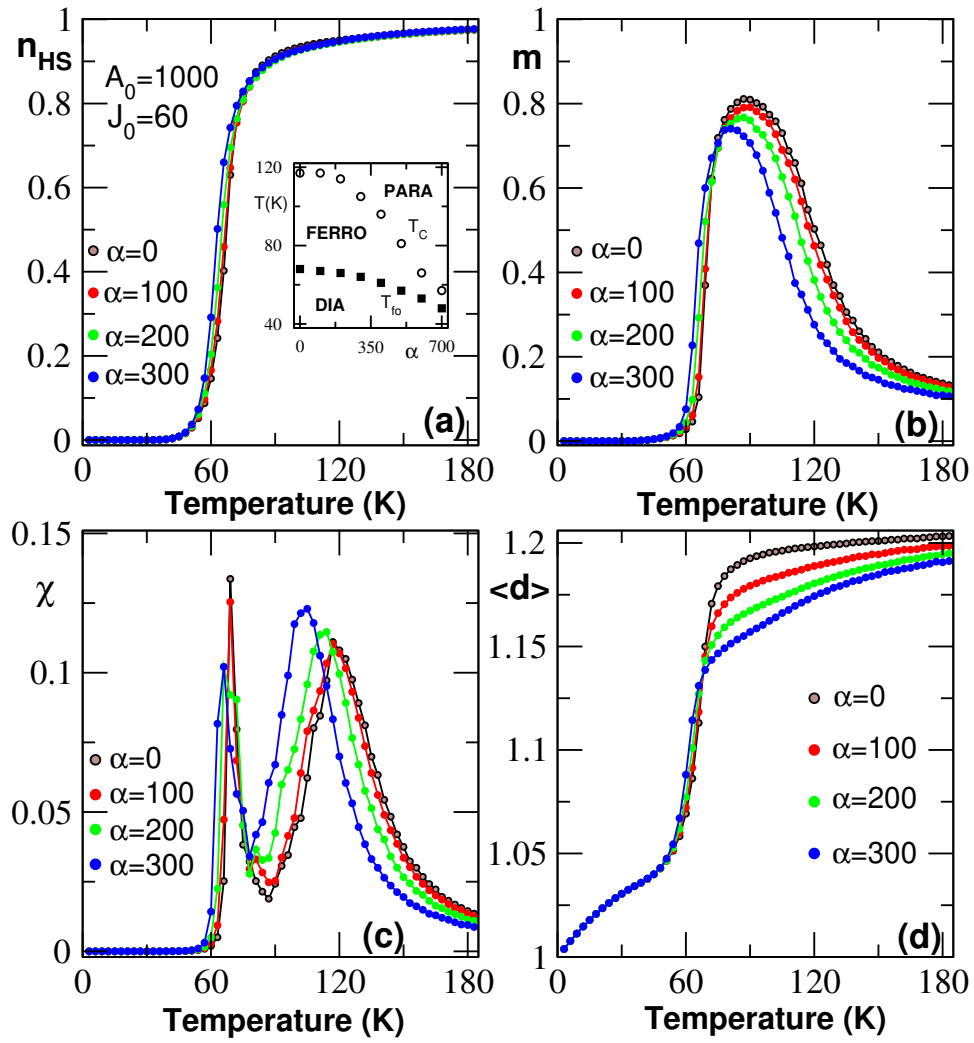 1
n_HS
0.8
0.6
0.4
0.2
0
A_0=1000
J_0=60
α=0
α=100
α=200
α=300
120
T(K)
80
40
PARA
FERRO
T_C
DIA
T_fo
0
350
α
700
(a)
0
60
120
180
Temperature (K)
1
m
0.8
0.6
0.4
0.2
0
α=0
α=100
α=200
α=300
(b)
0
60
120
180
Temperature (K)
0.15
χ
0.1
0.05
0
α=0
α=100
α=200
α=300
(c)
0
60
120
180
Temperature (K)
1.2
<d>
1.15
1.1
1.05
1
α=0
α=100
α=200
α=300
(d)
0
60
120
180
Temperature (K)